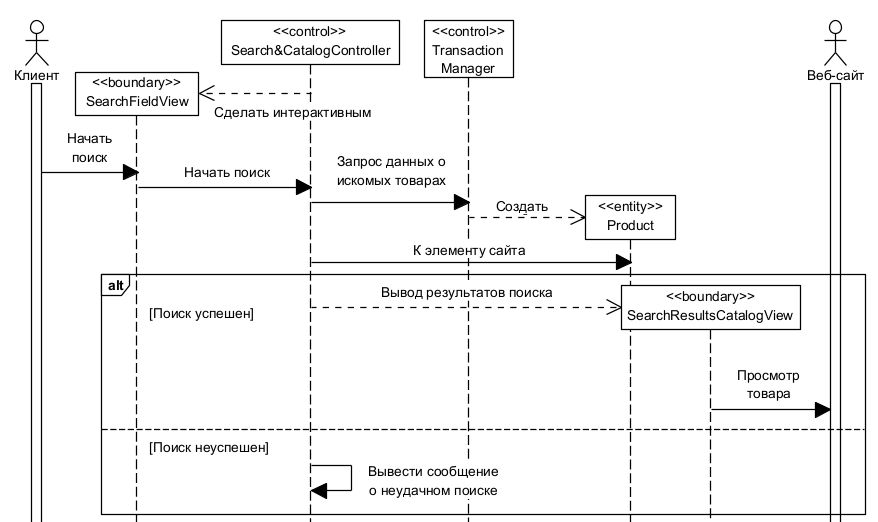 <<control>>
Search&CatalogController
<<control>>
Transaction
Manager
Клиент
Веб-сайт
<<boundary>>
SearchFieldView
Сделать интерактивным
Начать
поиск
Начать поиск
Запрос данных о
искомых товарах
Создать
<<entity>>
Product
К элементу сайта
alt
[Поиск успешен]
Вывод результатов поиска
<<boundary>>
SearchResultsCatalogView
Просмотр
товара
[Поиск неуспешен]
Вывести сообщение
о неудачном поиске